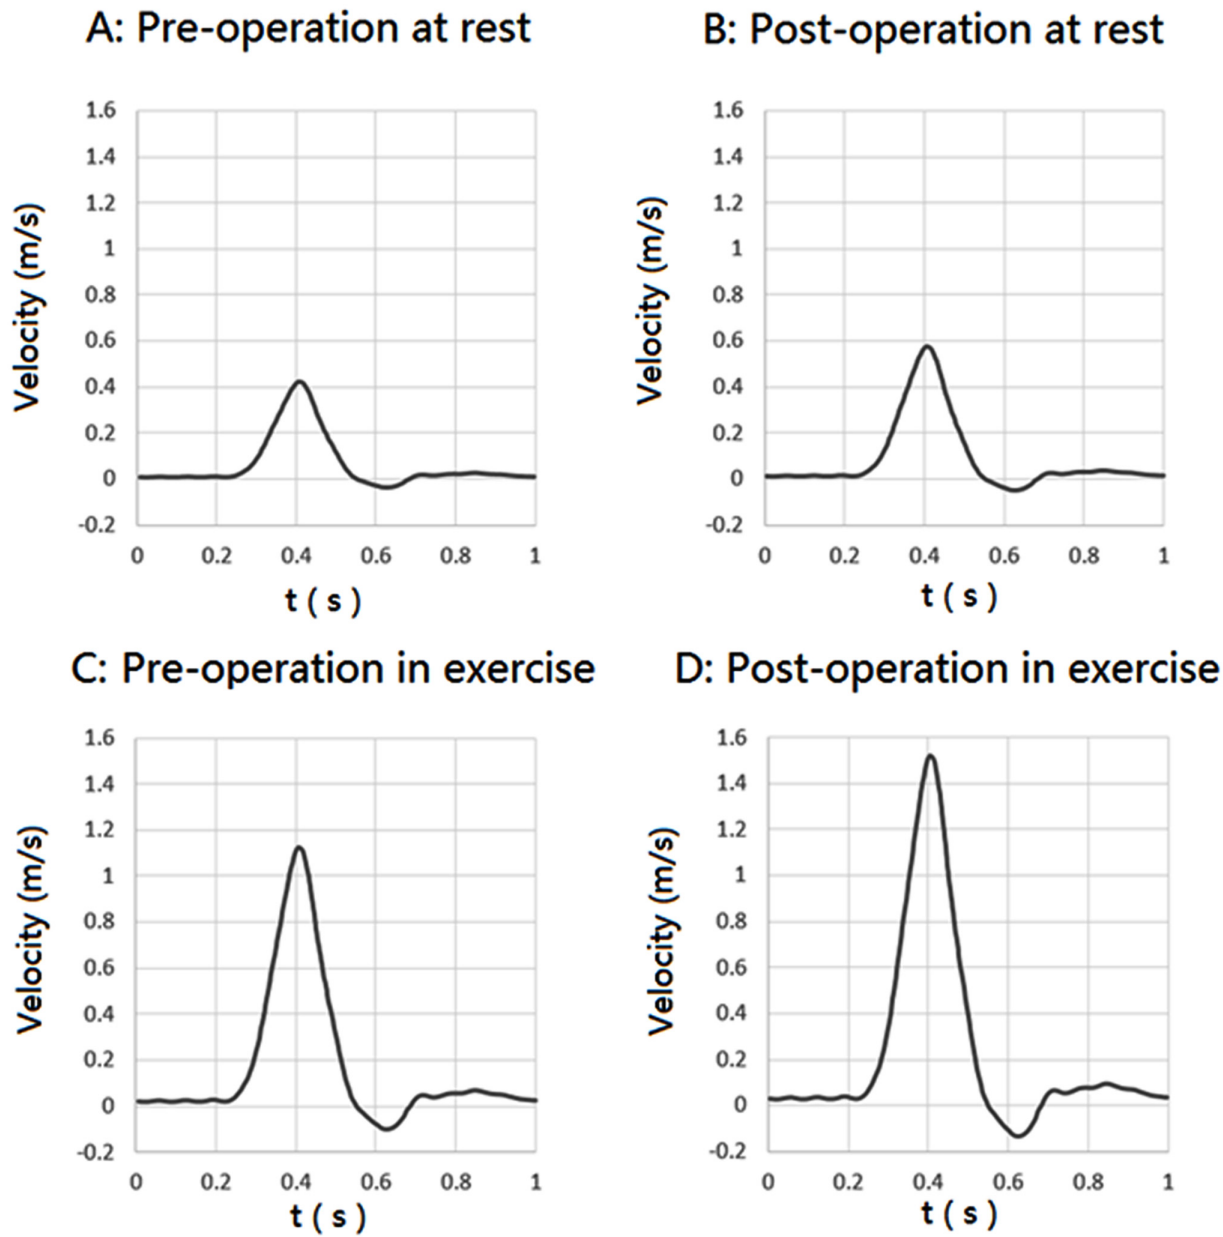 A: Pre-operation at rest
1.6
1.4
1.2
1
0.8
0.6
0.4
0.2
0
-0.2
Velocity (m/s)
0 0.2 0.4 0.6 0.8 1
t ( s )
B: Post-operation at rest
1.6
1.4
1.2
1
0.8
0.6
0.4
0.2
0
-0.2
Velocity (m/s)
0 0.2 0.4 0.6 0.8 1
t ( s )
C: Pre-operation in exercise
1.6
1.4
1.2
1
0.8
0.6
0.4
0.2
0
-0.2
Velocity (m/s)
0 0.2 0.4 0.6 0.8 1
t ( s )
D: Post-operation in exercise
1.6
1.4
1.2
1
0.8
0.6
0.4
0.2
0
-0.2
Velocity (m/s)
0 0.2 0.4 0.6 0.8 1
t ( s )